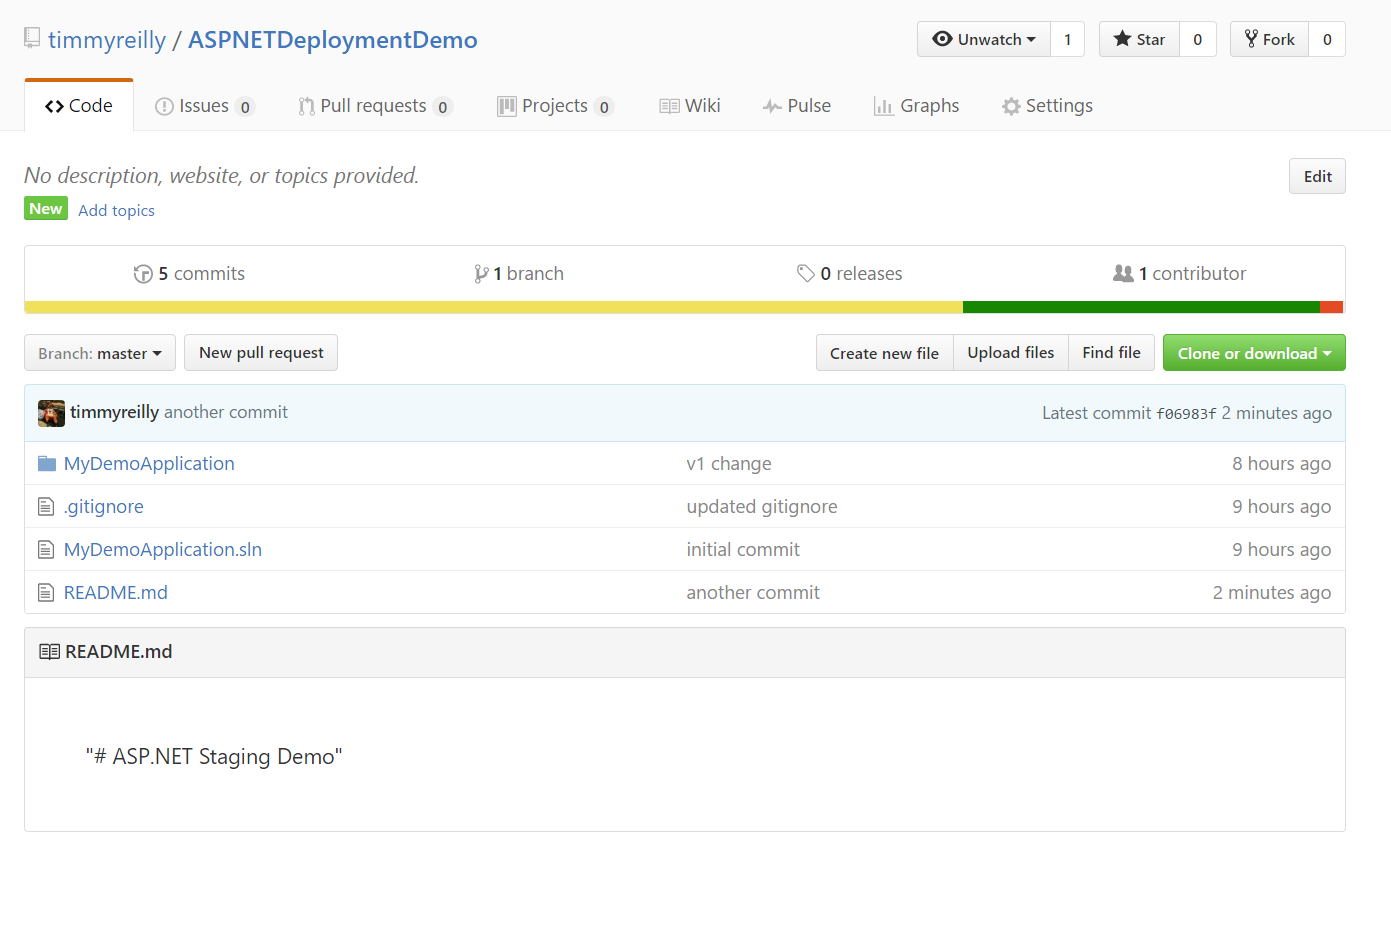 timmyreilly / ASPNETDeploymentDemo
Unwatch 1 Star 0 Fork 0
Code Issues 0 Pull requests 0 Projects 0 Wiki Pulse Graphs Settings
No description, website, or topics provided.
Edit
New Add topics
5 commits 1 branch 0 releases 1 contributor
Branch: master New pull request Create new file Upload files Find file Clone or download
timmyreilly another commit Latest commit f06983f 2 minutes ago
MyDemoApplication v1 change 8 hours ago
.gitignore updated gitignore 9 hours ago
MyDemoApplication.sln initial commit 9 hours ago
README.md another commit 2 minutes ago
README.md
"# ASP.NET Staging Demo"